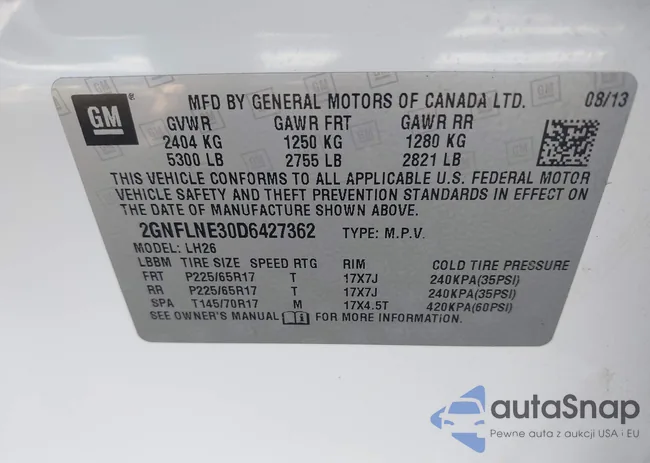 GM
MFD BY GENERAL MOTORS OF CANADA LTD. 08/13
GVWR GAWR FRT GAWR RR
2404 KG 1250 KG 1280 KG
5300 LB 2755 LB 2821 LB
THIS VEHICLE CONFORMS TO ALL APPLICABLE U.S. FEDERAL MOTOR
VEHICLE SAFETY AND THEFT PREVENTION STANDARDS IN EFFECT ON
THE DATE OF MANUFACTURE SHOWN ABOVE.
2GNFLNE30D6427362 TYPE: M.P.V.
MODEL: LH26
LBBM TIRE SIZE SPEED RTG RIM COLD TIRE PRESSURE
FRT P225/65R17 T 17X7J 240KPA(35PSI)
RR P225/65R17 T 17X7J 240KPA(35PSI)
SPA T145/70R17 M 17X4.5T 420KPA(60PSI)
SEE OWNER'S MANUAL FOR MORE INFORMATION.
autaSnap
Pewne auta z aukcji USA i EU